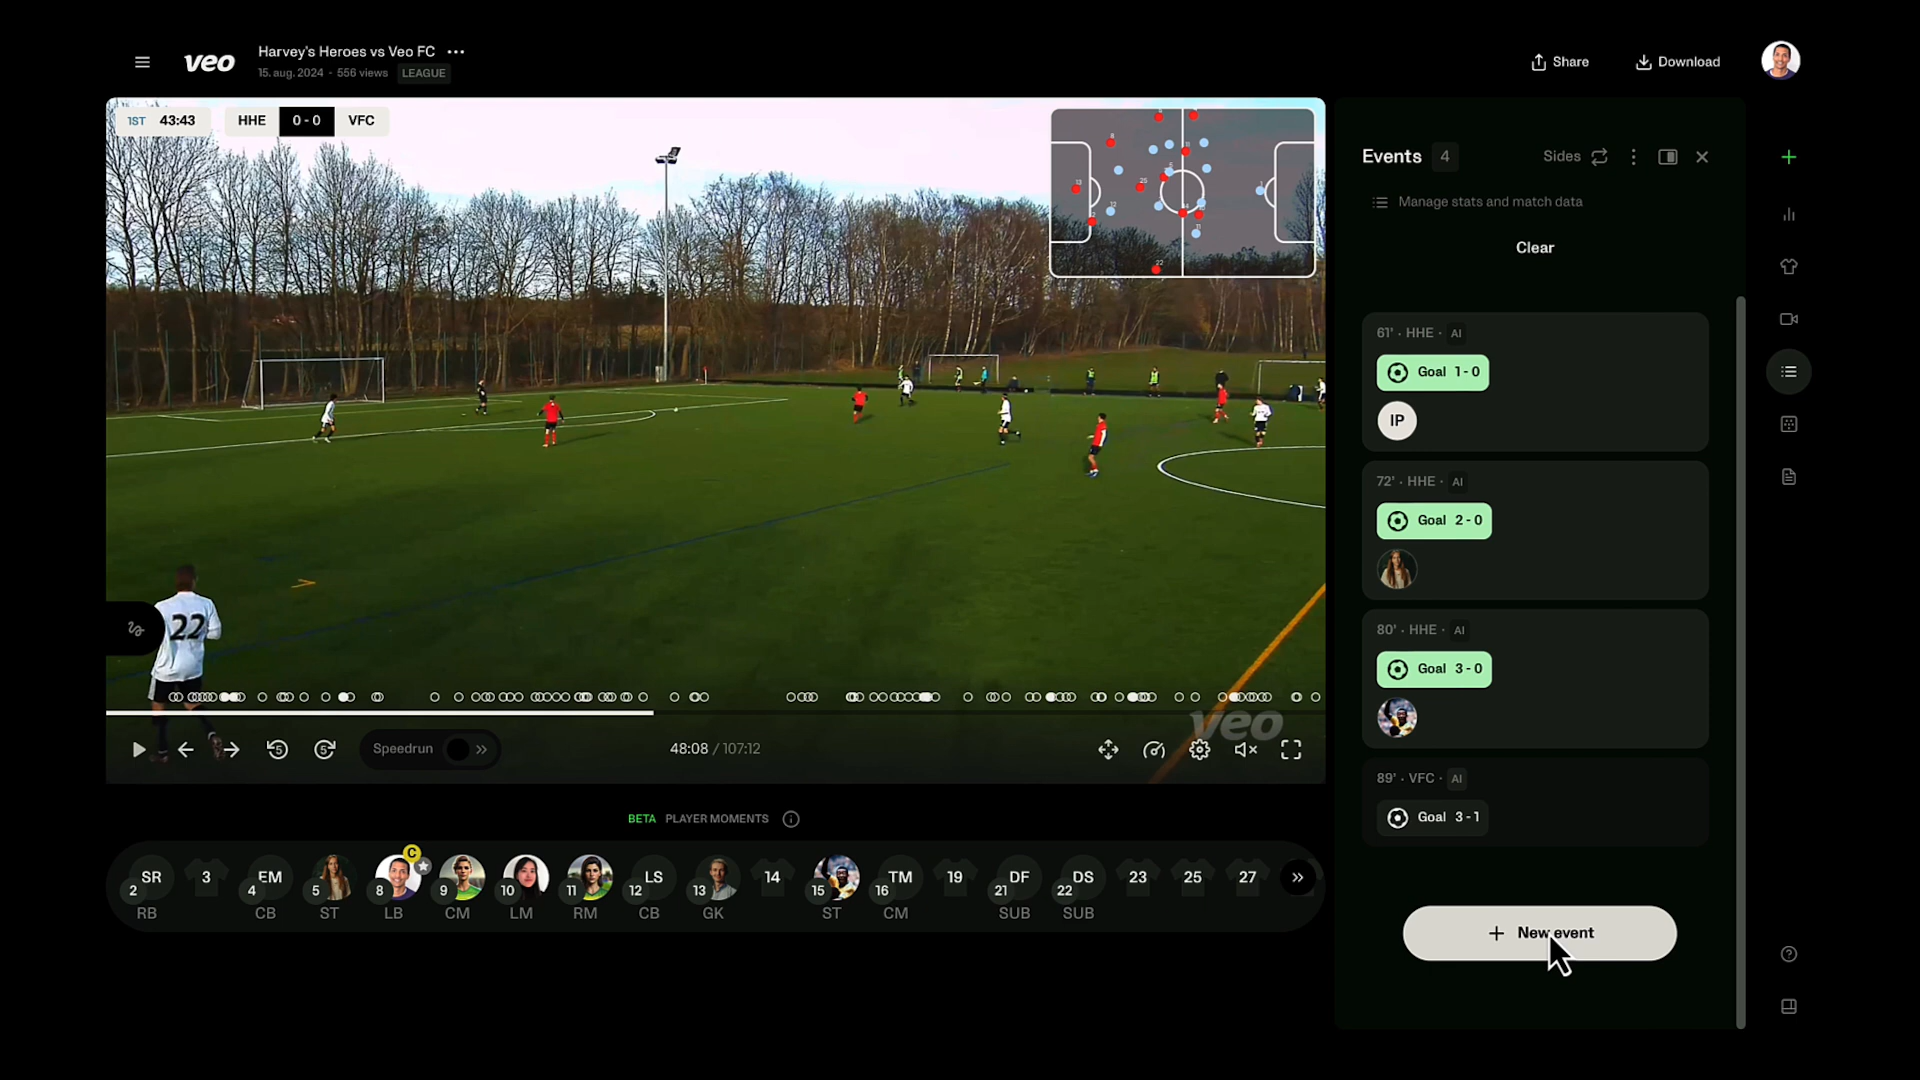 veo
Harvey's Heroes vs Veo FC
15. aug. 2024 · 556 views LEAGUE
Share
Download
1ST 43:43 HHE 0 - 0 VFC
Events 4
Sides
Manage stats and match data
Clear
61' · HHE · AI
Goal 1 - 0
IP
72' · HHE · AI
Goal 2 - 0
80' · HHE · AI
Goal 3 - 0
89' · VFC · AI
Goal 3 - 1
New event
22
veo
5
5
Speedrun
48:08 / 107:12
BETA PLAYER MOMENTS
2 SR RB
3
4 EM CB
5 ST
C
8 LB
9 CM
10 LM
11 RM
12 LS CB
13 GK
14
15 ST
16 TM CM
19
21 DF SUB
22 DS SUB
23
25
27